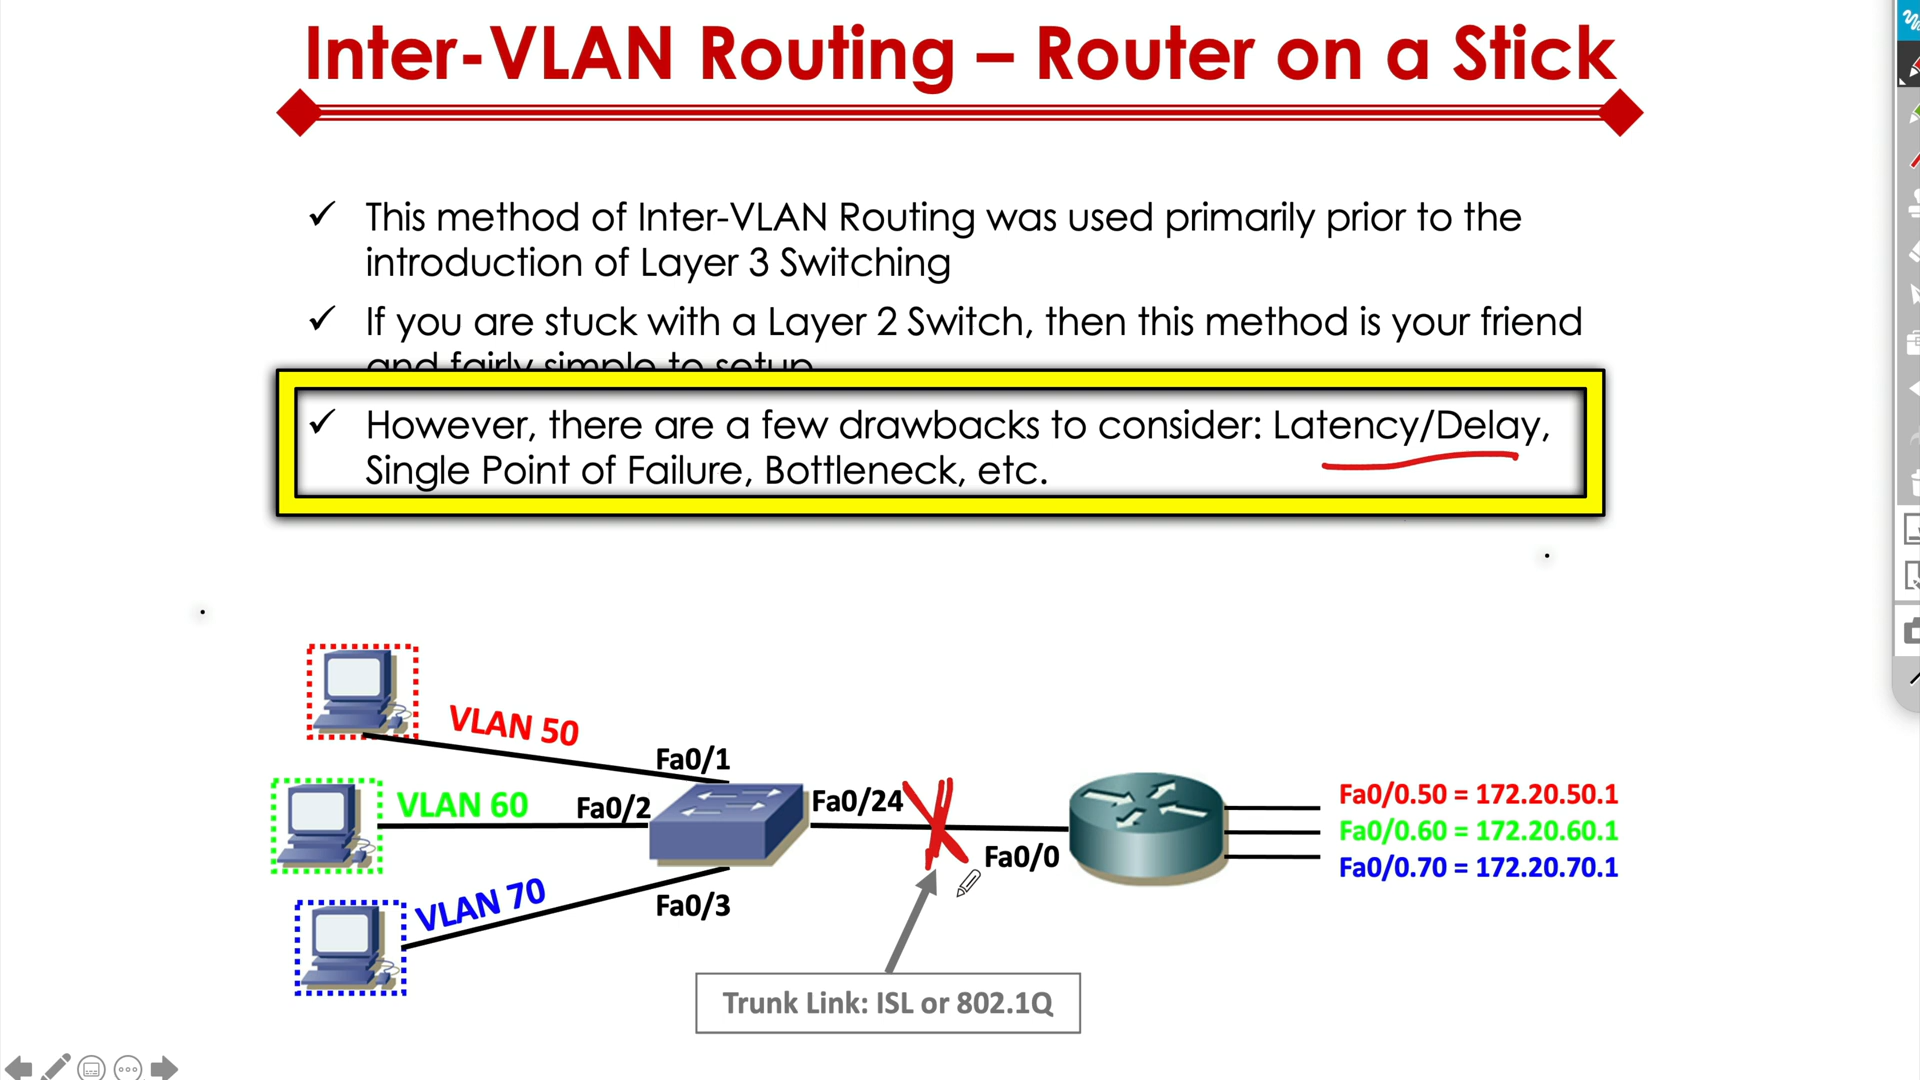 Inter-VLAN Routing – Router on a Stick
✓ This method of Inter-VLAN Routing was used primarily prior to the
introduction of Layer 3 Switching
✓ If you are stuck with a Layer 2 Switch, then this method is your friend
and fairly simple to setup
✓ However, there are a few drawbacks to consider: Latency/Delay,
Single Point of Failure, Bottleneck, etc.
VLAN 50
Fa0/1
VLAN 60
Fa0/2
Fa0/24
VLAN 70
Fa0/3
Fa0/0
Fa0/0.50 = 172.20.50.1
Fa0/0.60 = 172.20.60.1
Fa0/0.70 = 172.20.70.1
Trunk Link: ISL or 802.1Q